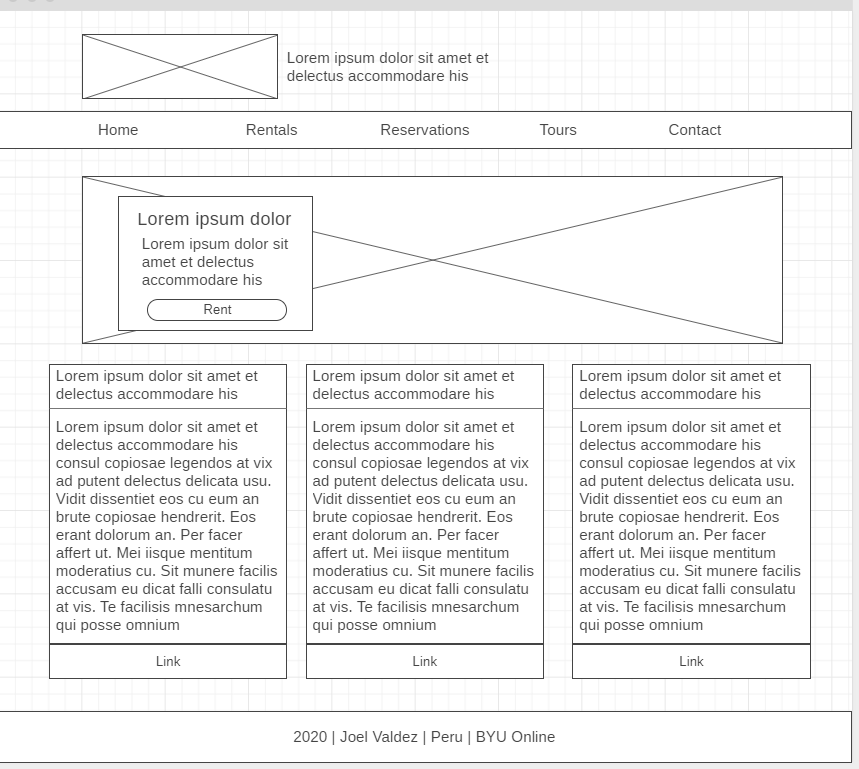 Lorem ipsum dolor sit amet et
delectus accommodare his
Home Rentals Reservations Tours Contact
Lorem ipsum dolor
Lorem ipsum dolor sit
amet et delectus
accommodare his
Rent
Lorem ipsum dolor sit amet et
delectus accommodare his
Lorem ipsum dolor sit amet et
delectus accommodare his
consul copiosae legendos at vix
ad putent delectus delicata usu.
Vidit dissentiet eos cu eum an
brute copiosae hendrerit. Eos
erant dolorum an. Per facer
affert ut. Mei iisque mentitum
moderatius cu. Sit munere facilis
accusam eu dicat falli consulatu
at vis. Te facilisis mnesarchum
qui posse omnium
Link
Lorem ipsum dolor sit amet et
delectus accommodare his
Lorem ipsum dolor sit amet et
delectus accommodare his
consul copiosae legendos at vix
ad putent delectus delicata usu.
Vidit dissentiet eos cu eum an
brute copiosae hendrerit. Eos
erant dolorum an. Per facer
affert ut. Mei iisque mentitum
moderatius cu. Sit munere facilis
accusam eu dicat falli consulatu
at vis. Te facilisis mnesarchum
qui posse omnium
Link
Lorem ipsum dolor sit amet et
delectus accommodare his
Lorem ipsum dolor sit amet et
delectus accommodare his
consul copiosae legendos at vix
ad putent delectus delicata usu.
Vidit dissentiet eos cu eum an
brute copiosae hendrerit. Eos
erant dolorum an. Per facer
affert ut. Mei iisque mentitum
moderatius cu. Sit munere facilis
accusam eu dicat falli consulatu
at vis. Te facilisis mnesarchum
qui posse omnium
Link
2020 | Joel Valdez | Peru | BYU Online